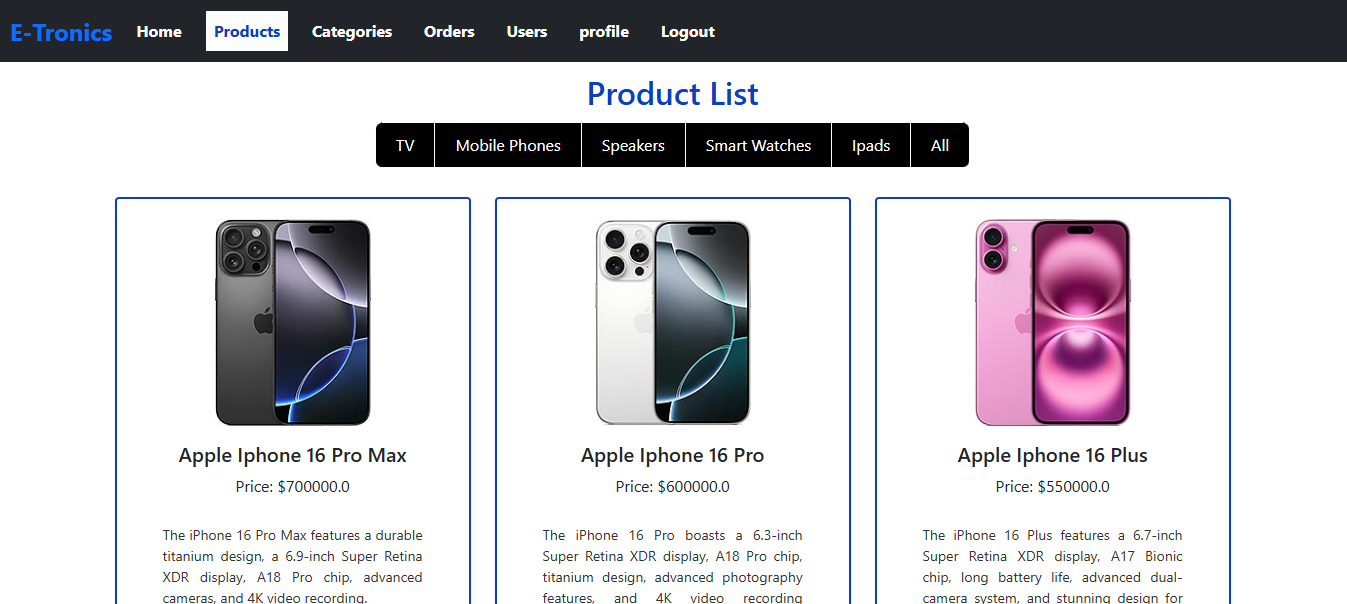 E-Tronics Home Products Categories Orders Users profile Logout
Product List
TV Mobile Phones Speakers Smart Watches Ipads All
Apple Iphone 16 Pro Max
Price: $700000.0
The iPhone 16 Pro Max features a durable
titanium design, a 6.9-inch Super Retina
XDR display, A18 Pro chip, advanced
cameras, and 4K video recording.
Apple Iphone 16 Pro
Price: $600000.0
The iPhone 16 Pro boasts a 6.3-inch
Super Retina XDR display, A18 Pro chip,
titanium design, advanced photography
features, and 4K video recording
Apple Iphone 16 Plus
Price: $550000.0
The iPhone 16 Plus features a 6.7-inch
Super Retina XDR display, A17 Bionic
chip, long battery life, advanced dual-
camera system, and stunning design for